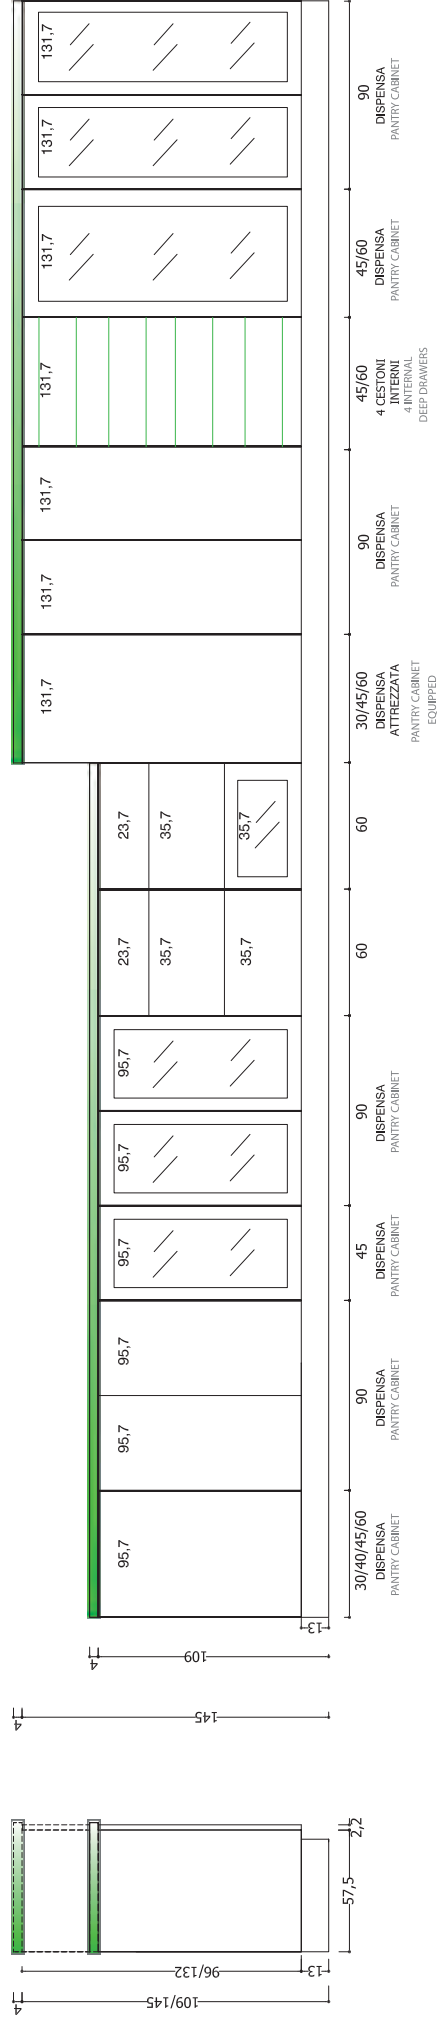 4
109/145
96/132
13
57,5
2,2
4
145
4
109
13
95,7
95,7
95,7
95,7
95,7
95,7
23,7
35,7
35,7
23,7
35,7
35,7
131,7
131,7
131,7
131,7
131,7
131,7
131,7
30/40/45/60
DISPENSA
PANTRY CABINET
90
DISPENSA
PANTRY CABINET
45
DISPENSA
PANTRY CABINET
90
DISPENSA
PANTRY CABINET
60
60
30/45/60
DISPENSA
ATTREZZATA
PANTRY CABINET
EQUIPPED
90
DISPENSA
PANTRY CABINET
45/60
4 CESTONI
INTERNI
4 INTERNAL
DEEP DRAWERS
45/60
DISPENSA
PANTRY CABINET
90
DISPENSA
PANTRY CABINET